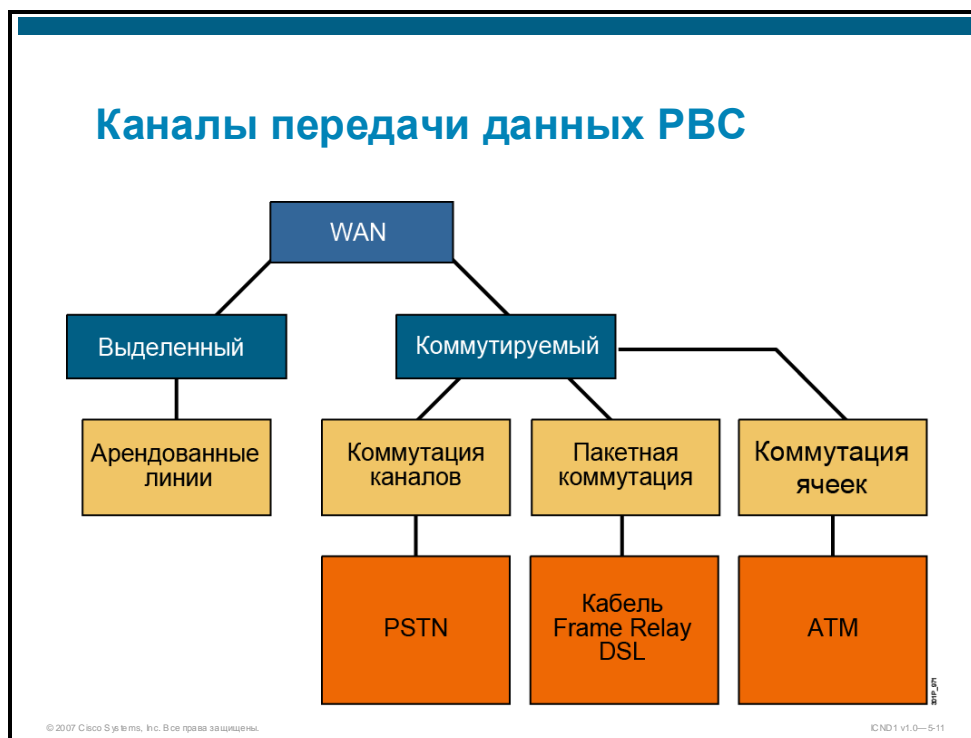 Каналы передачи данных РВС
WAN
Выделенный
Коммутируемый
Арендованные
линии
Коммутация
каналов
Пакетная
коммутация
Коммутация
ячеек
PSTN
Кабель
Frame Relay
DSL
ATM
© 2007 Cisco Systems, Inc. Все права защищены.
ICND1 v1.0—5-11